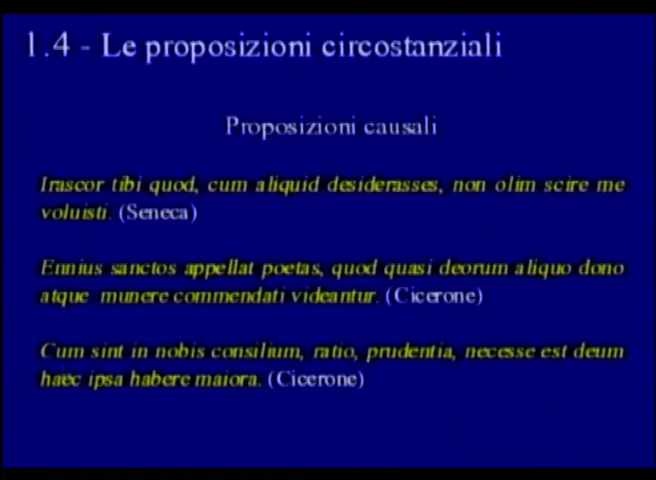 1.4 - Le proposizioni circostanziali
Proposizioni causali
Irascor tibi quod, cum aliquid desiderasses, non olim scire me
voluisti. (Seneca)
Ennius sanctos appellat poetas, quod quasi deorum aliquo dono
atque munere commendati videantur. (Cicerone)
Cum sint in nobis consilium, ratio, prudentia, necesse est deum
haec ipsa habere maiora. (Cicerone)